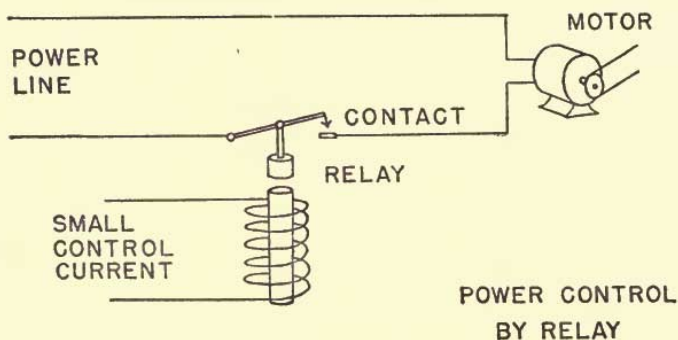 MOTOR
POWER
LINE
CONTACT
RELAY
SMALL
CONTROL
CURRENT
POWER CONTROL
BY RELAY